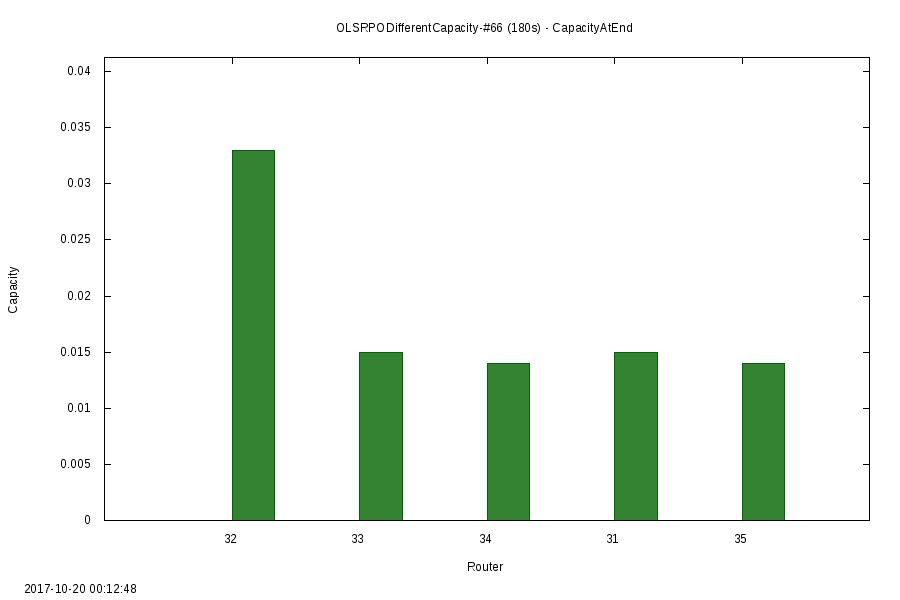 OLSRPODifferentCapacity-#66 (180s) - CapacityAtEnd
0.04
0.035
0.03
0.025
0.02
0.015
0.01
0.005
0
Capacity
32 33 34 31 35
Router
2017-10-20 00:12:48